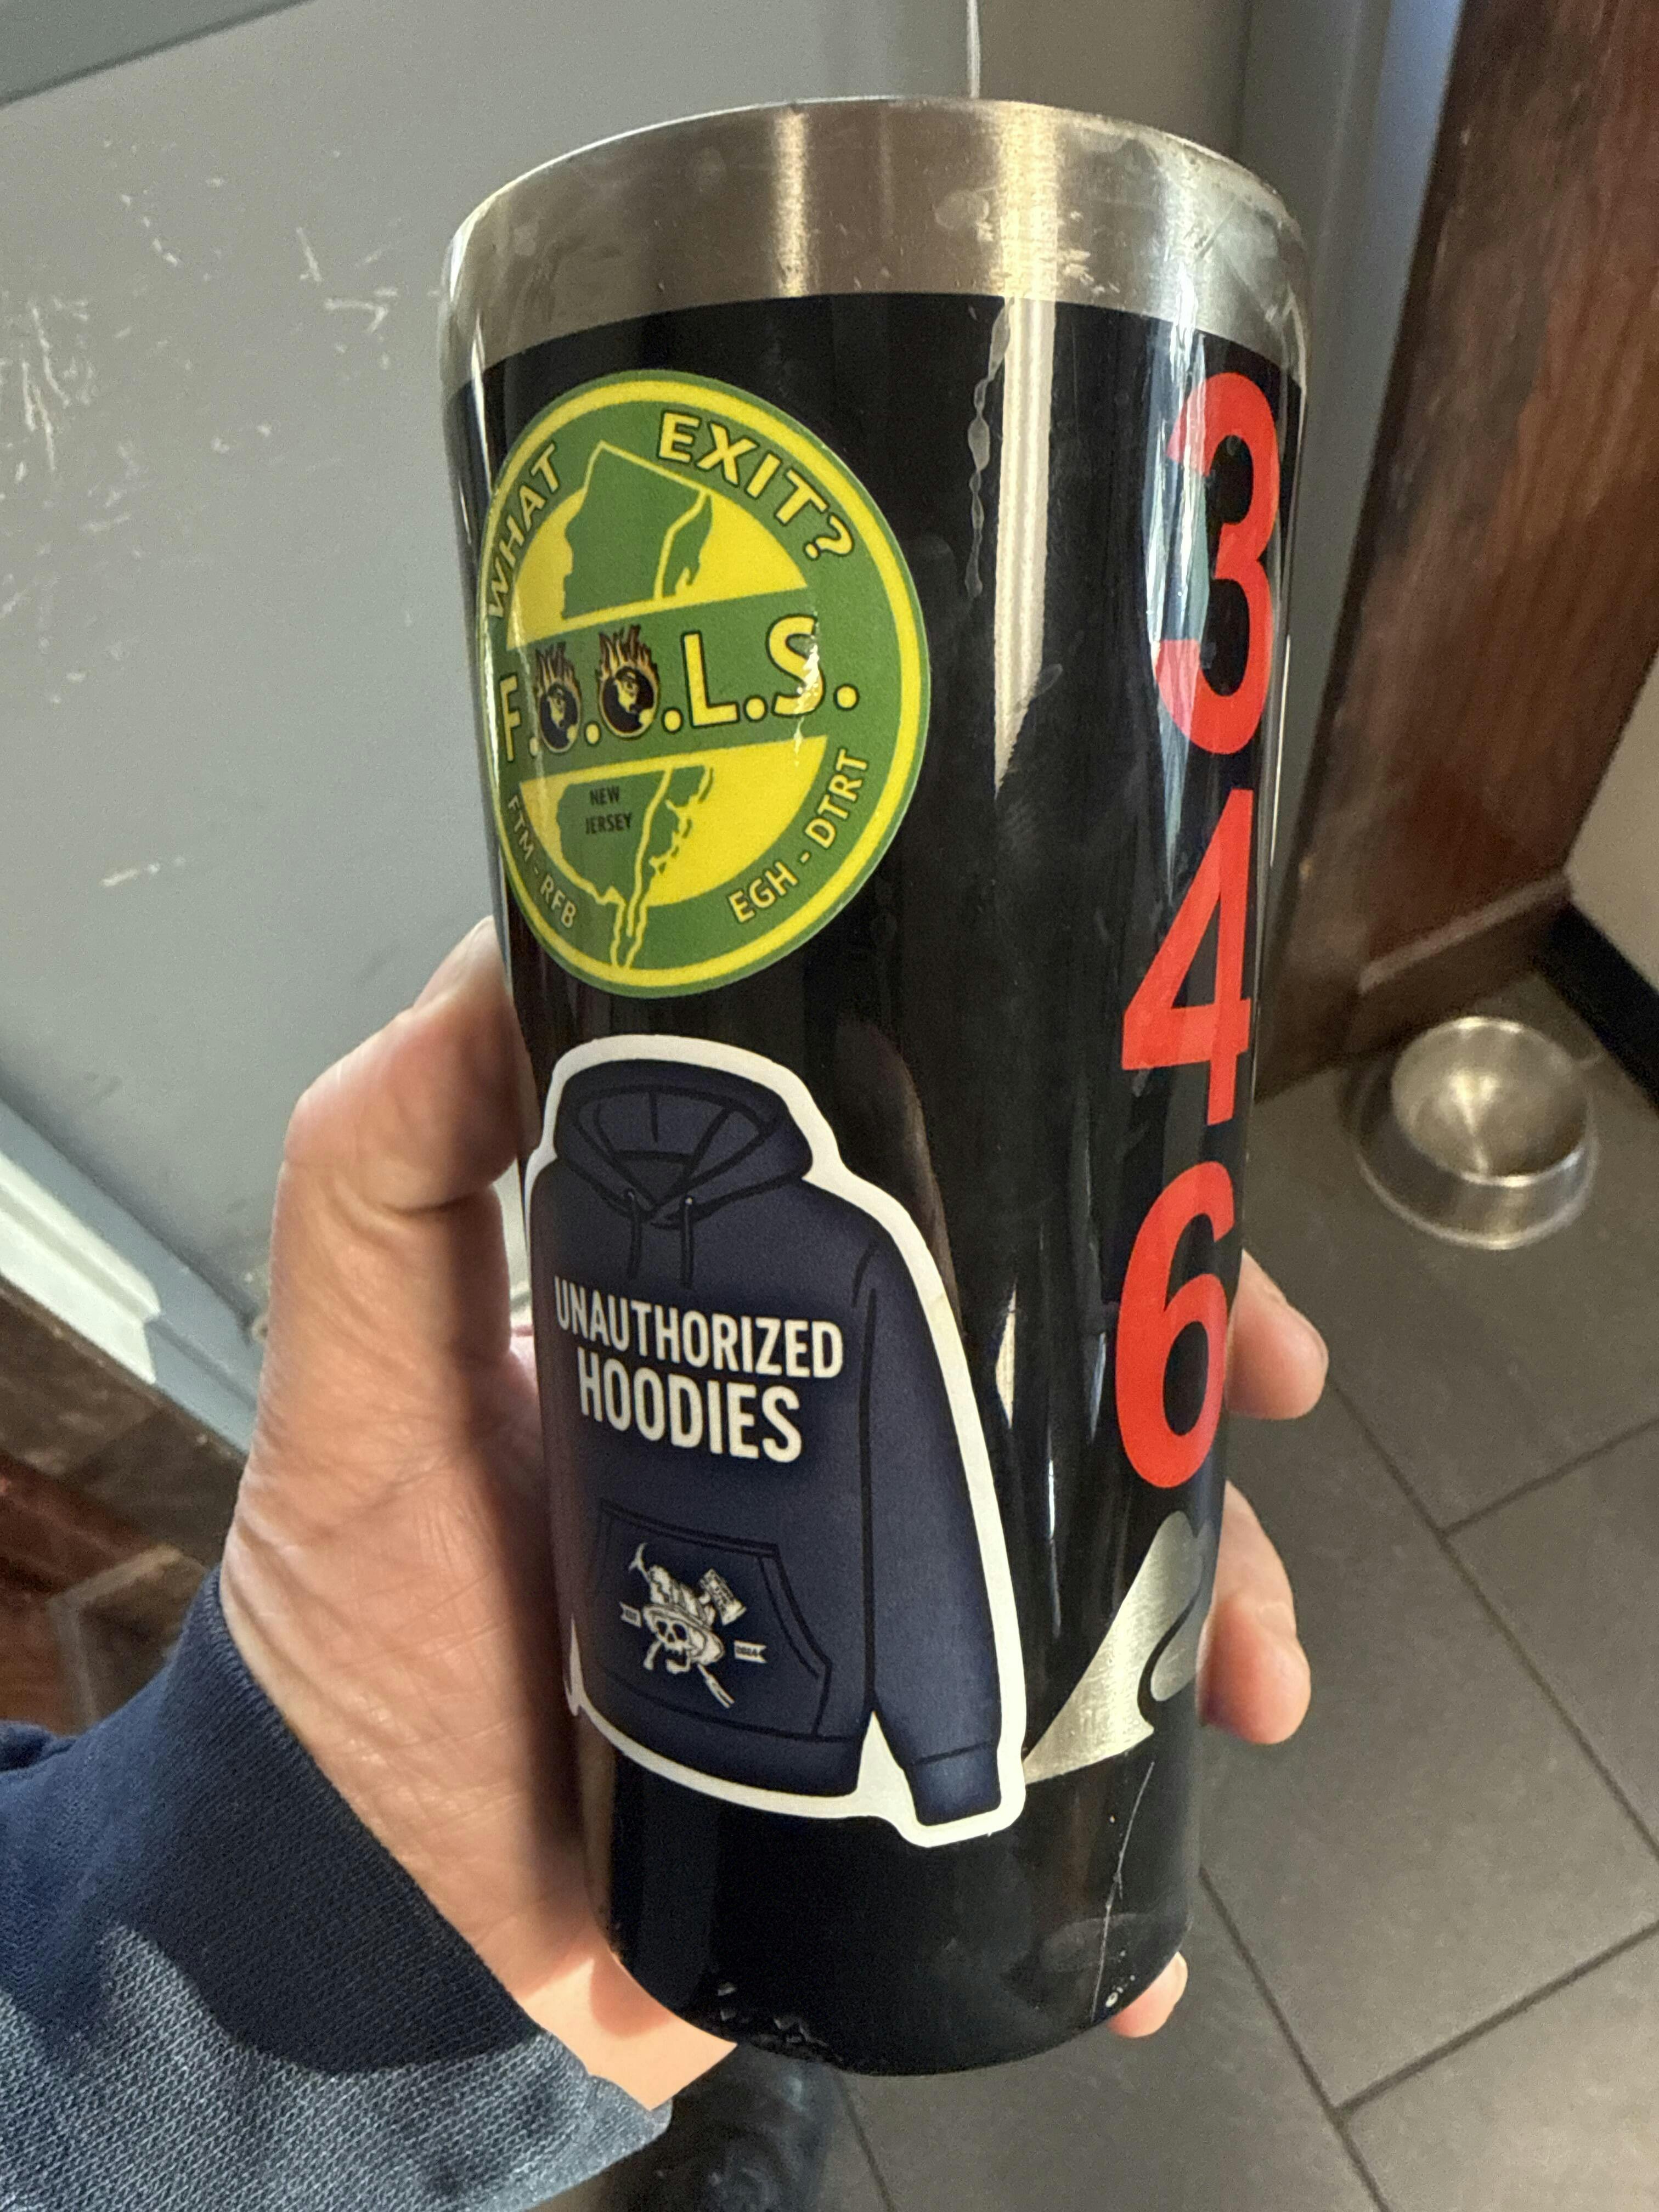 WHAT EXIT?
F.O.O.L.S.
NEW
JERSEY
FTM - RFB
EGH - DTRT
UNAUTHORIZED
HOODIES
3
4
6